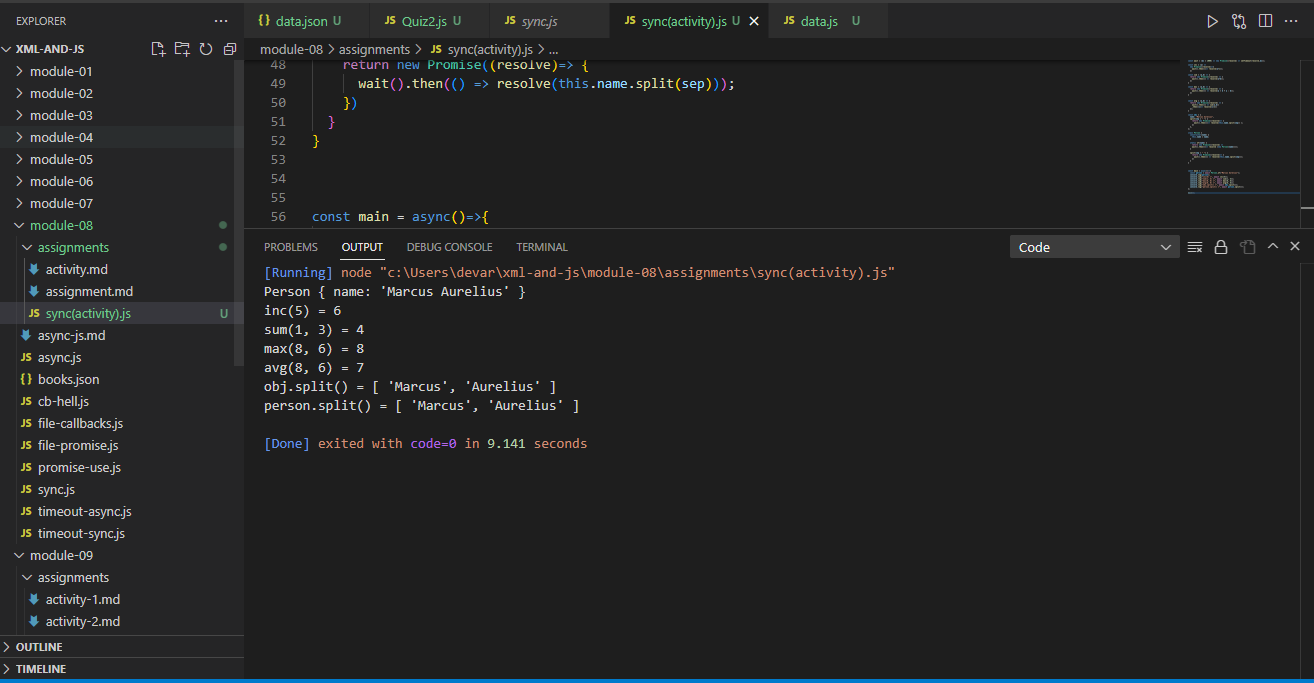 EXPLORER
XML-AND-JS
module-01
module-02
module-03
module-04
module-05
module-06
module-07
module-08
assignments
activity.md
assignment.md
JS sync(activity).js U
async-js.md
JS async.js
{} books.json
JS cb-hell.js
JS file-callbacks.js
JS file-promise.js
JS promise-use.js
JS sync.js
JS timeout-async.js
JS timeout-sync.js
module-09
assignments
activity-1.md
activity-2.md
OUTLINE
TIMELINE
{} data.json U JS Quiz2.js U JS sync.js JS sync(activity).js U JS data.js U
module-08 > assignments > JS sync(activity).js > ...
48 return new Promise((resolve)=> {
49 wait().then(() => resolve(this.name.split(sep)));
50 })
51 }
52 }
53
54
55
56 const main = async()=>{
PROBLEMS OUTPUT DEBUG CONSOLE TERMINAL Code
[Running] node "c:\Users\devar\xml-and-js\module-08\assignments\sync(activity).js"
Person { name: 'Marcus Aurelius' }
inc(5) = 6
sum(1, 3) = 4
max(8, 6) = 8
avg(8, 6) = 7
obj.split() = [ 'Marcus', 'Aurelius' ]
person.split() = [ 'Marcus', 'Aurelius' ]
[Done] exited with code=0 in 9.141 seconds